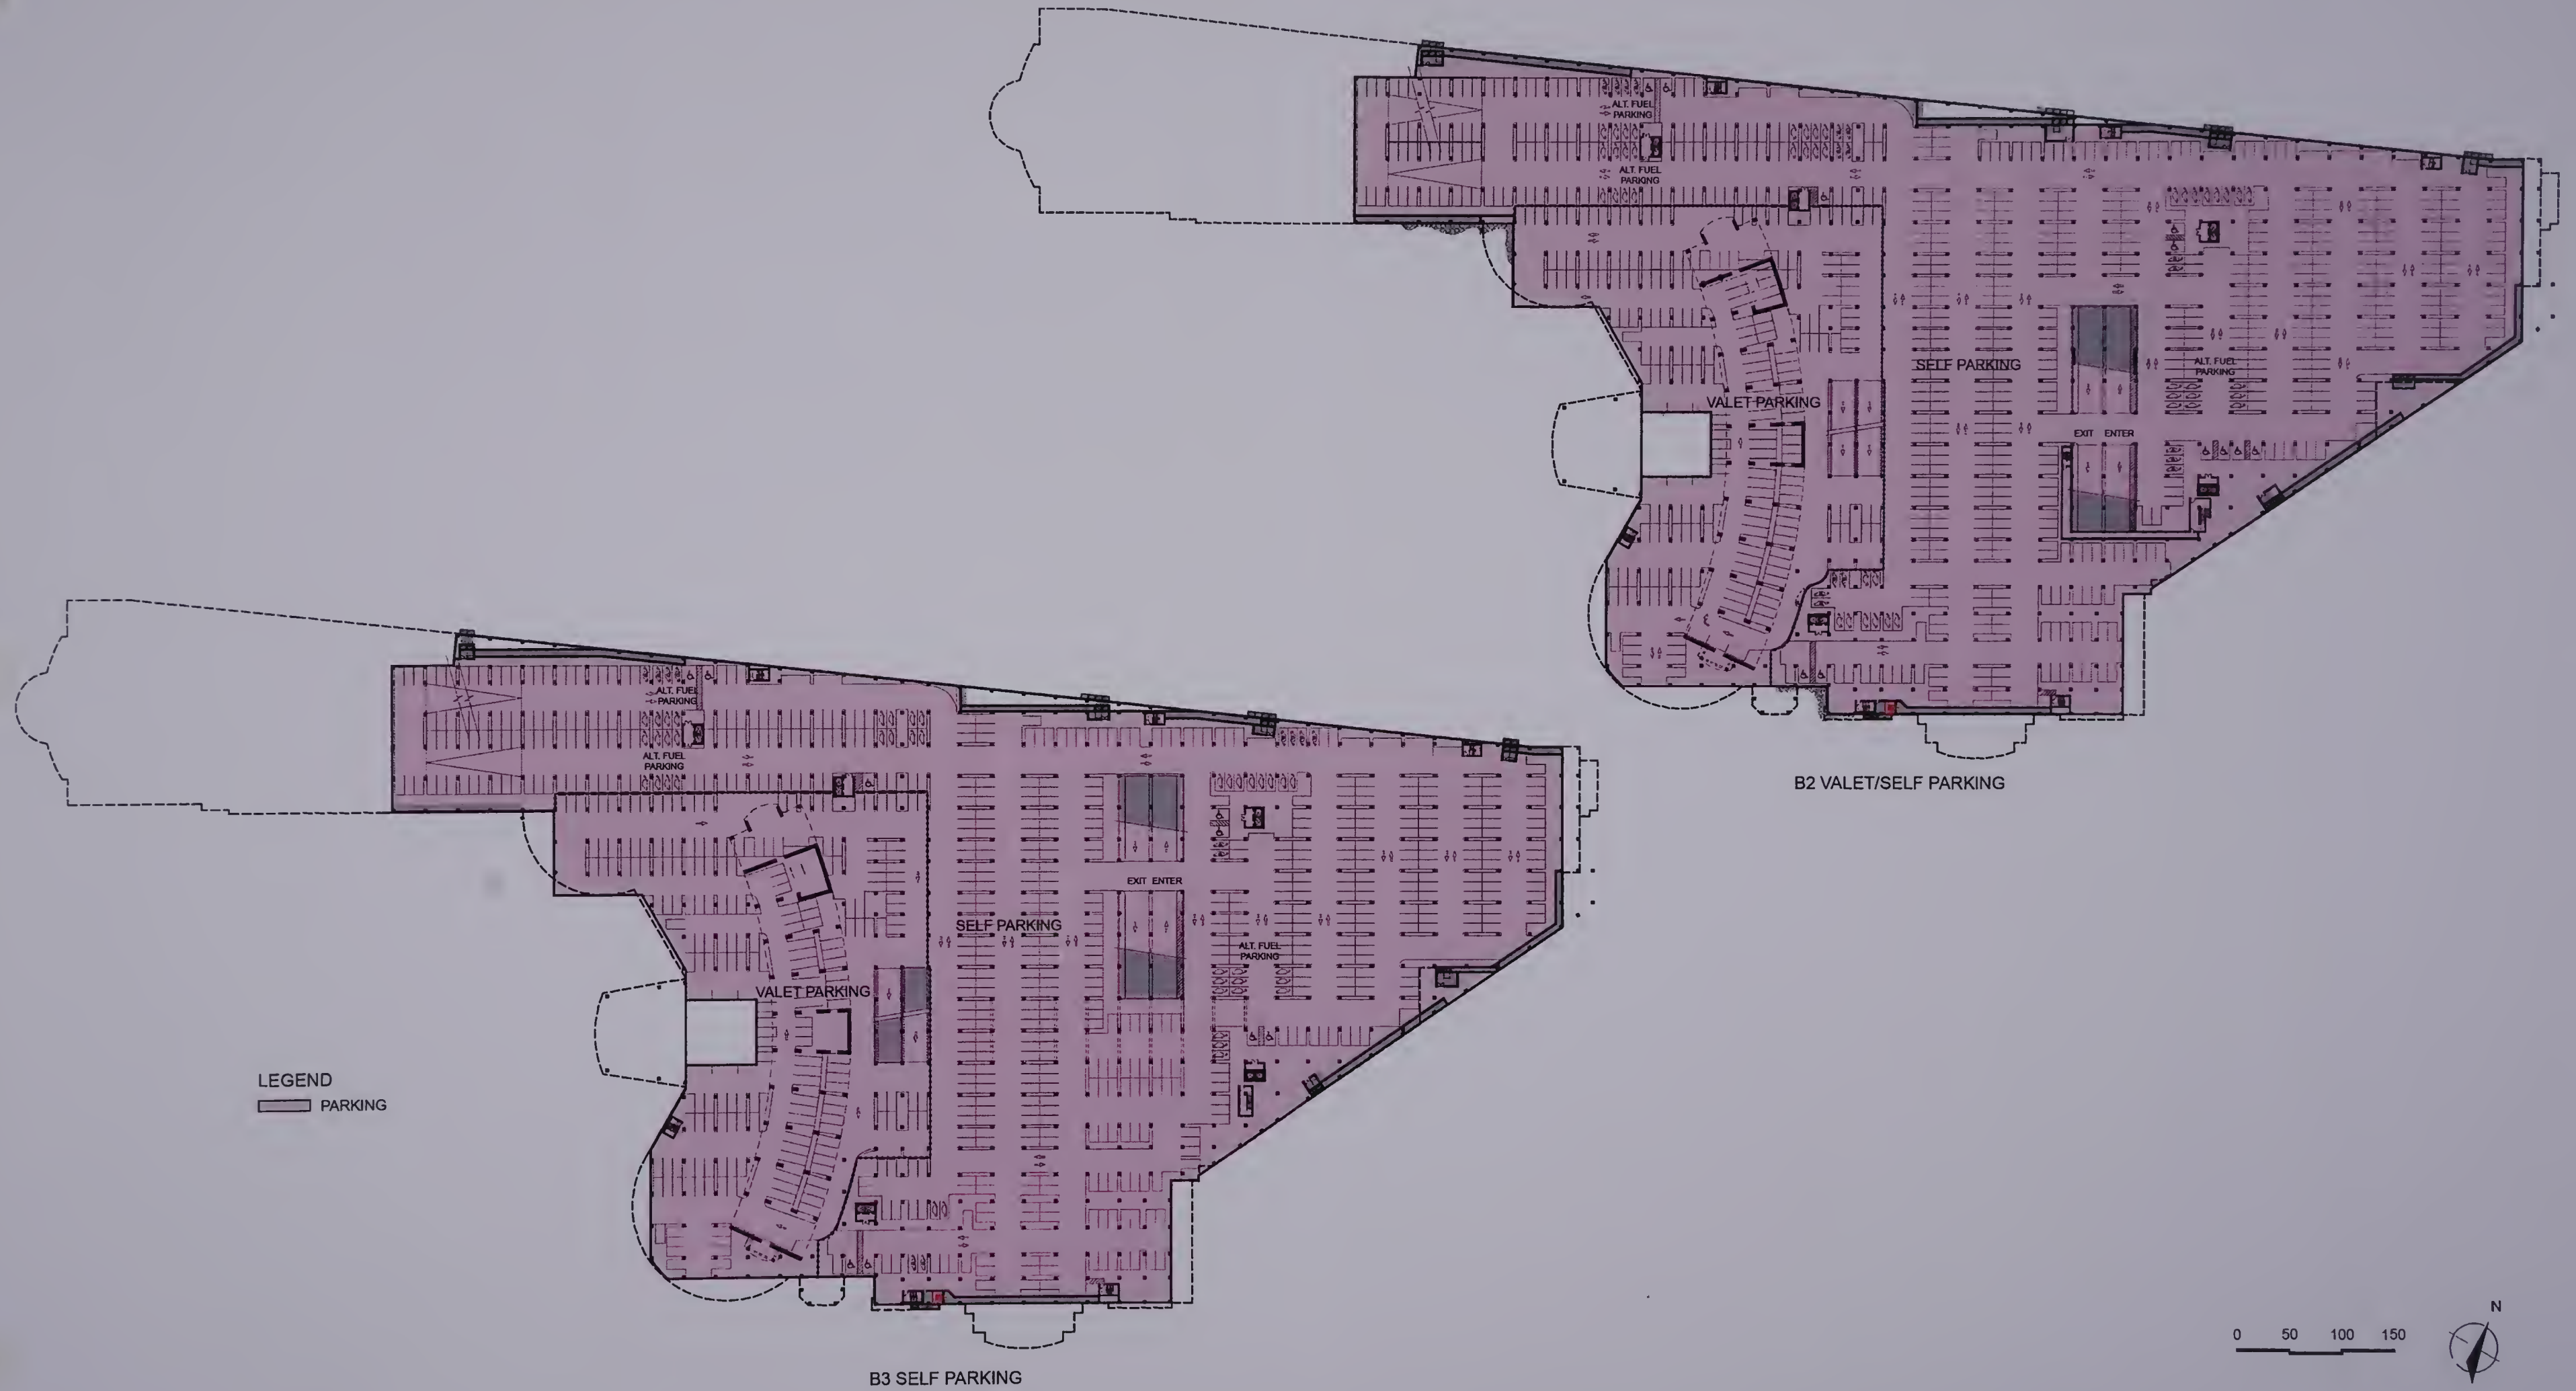 ALT. FUEL
PARKING
ALT. FUEL
PARKING
SELF PARKING
ALT. FUEL
PARKING
VALET PARKING
EXIT ENTER
B2 VALET/SELF PARKING
ALT. FUEL
PARKING
ALT. FUEL
PARKING
EXIT ENTER
SELF PARKING
ALT. FUEL
PARKING
VALET PARKING
LEGEND
PARKING
B3 SELF PARKING
N
0 50 100 150